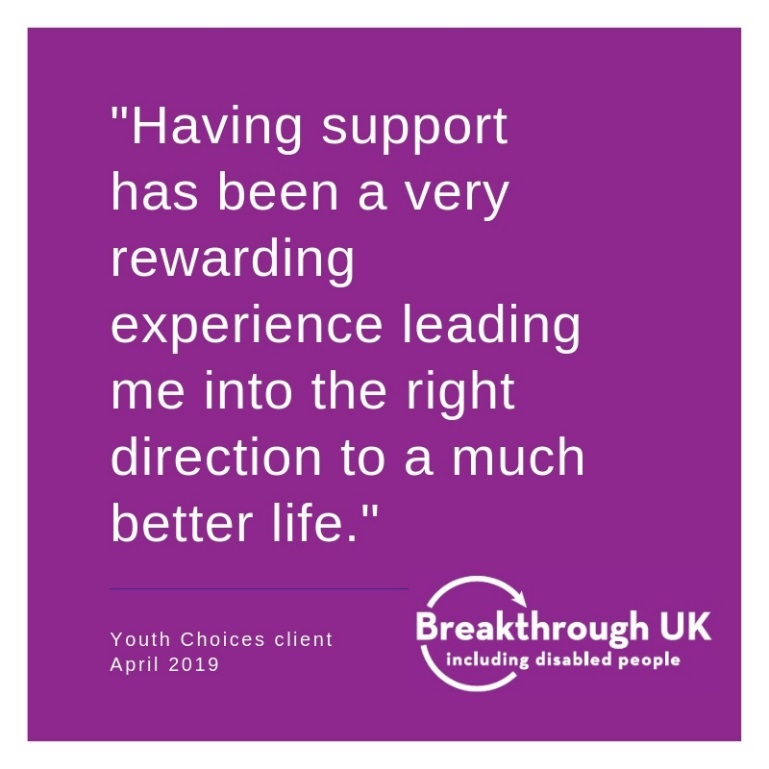 "Having support
has been a very
rewarding
experience leading
me into the right
direction to a much
better life."
Youth Choices client
April 2019
Breakthrough UK
including disabled people